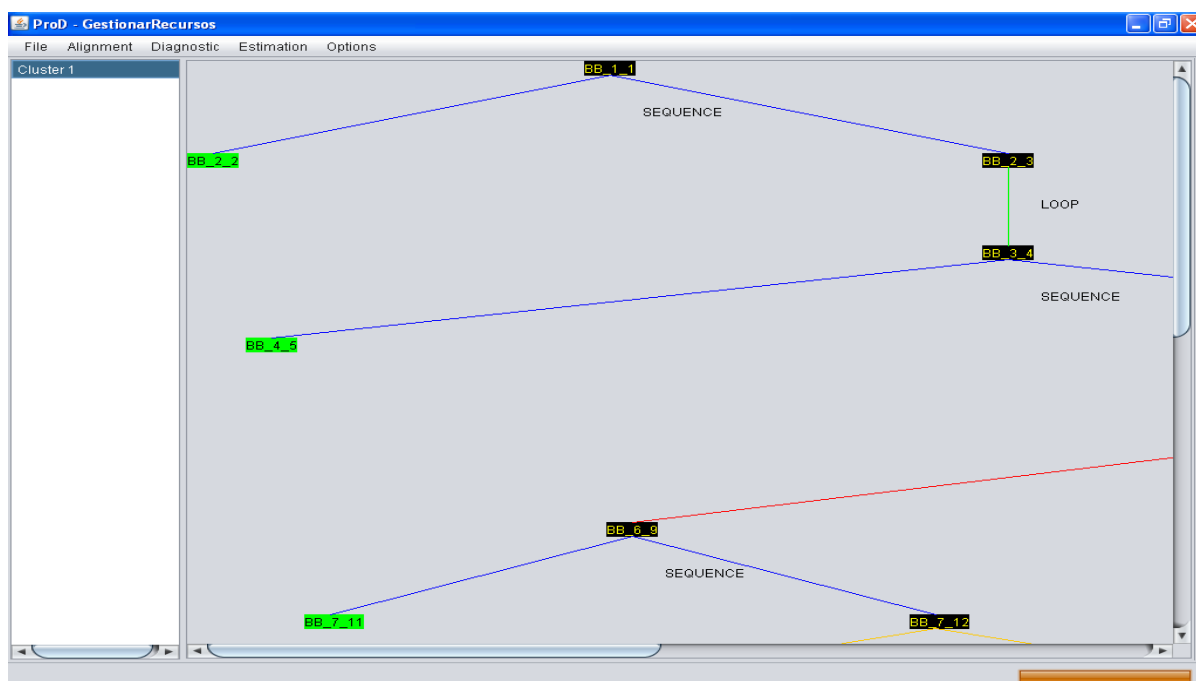 ProD - GestionarRecursos
File Alignment Diagnostic Estimation Options
Cluster 1
BB_1_1
SEQUENCE
BB_2_2
BB_2_3
LOOP
BB_3_4
SEQUENCE
BB_4_5
BB_6_9
SEQUENCE
BB_7_11
BB_7_12